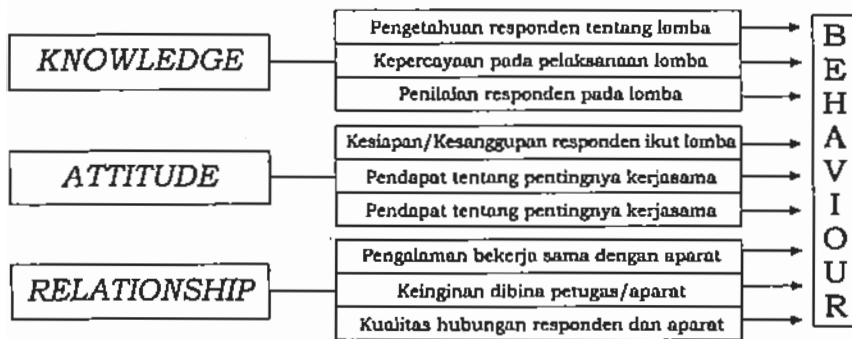 KNOWLEDGE
Pengetahuan responden tentang lomba
Kepercayaan pada pelaksanaan lomba
Penilaian responden pada lomba
ATTITUDE
Kesiapan/Kesanggupan responden ikut lomba
Pendapat tentang pentingnya kerjasama
Pendapat tentang pentingnya kerjasama
RELATIONSHIP
Pengalaman bekerja sama dengan aparat
Keinginan dibina petugas/aparat
Kualitas hubungan responden dan aparat
BEHAVIOUR